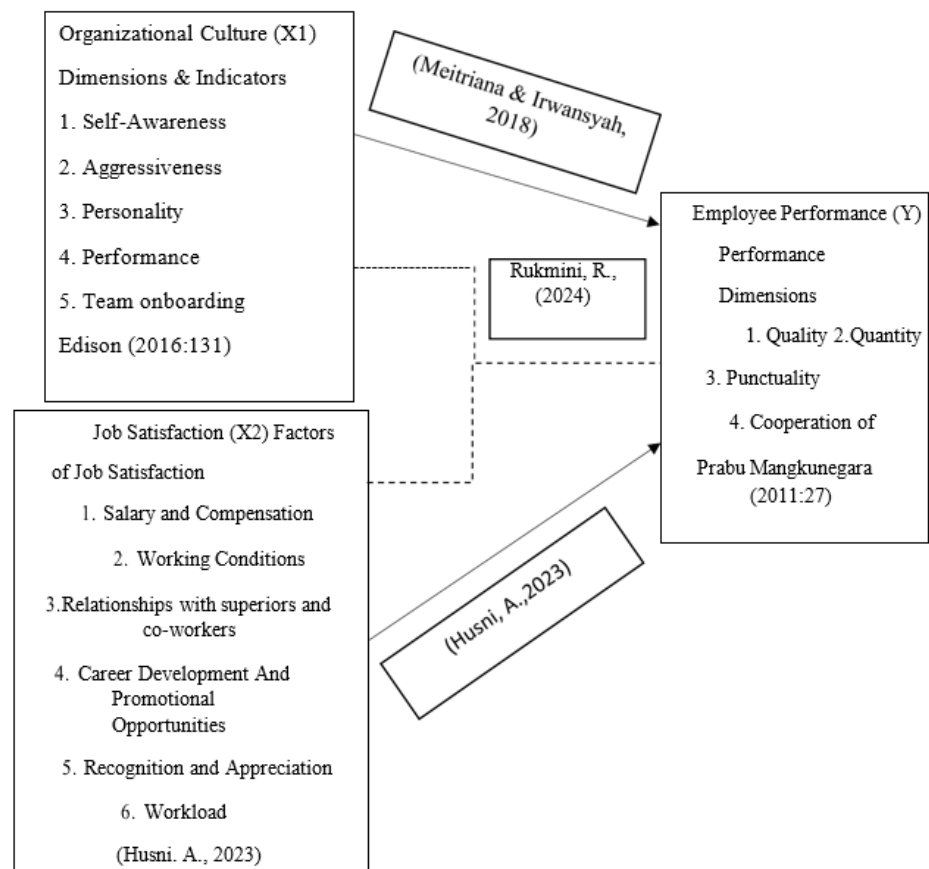 Organizational Culture (X1)
Dimensions & Indicators
1. Self-Awareness
2. Aggressiveness
3. Personality
4. Performance
5. Team onboarding
Edison (2016:131)
(Meitriana & Irwansyah,
2018)
Rukmini, R.,
(2024)
Employee Performance (Y)
Performance
Dimensions
1. Quality 2.Quantity
3. Punctuality
4. Cooperation of
Prabu Mangkunegara
(2011:27)
Job Satisfaction (X2) Factors
of Job Satisfaction
1. Salary and Compensation
2. Working Conditions
3.Relationships with superiors and
co-workers
4. Career Development And
Promotional
Opportunities
5. Recognition and Appreciation
6. Workload
(Husni. A., 2023)
(Husni, A.,2023)